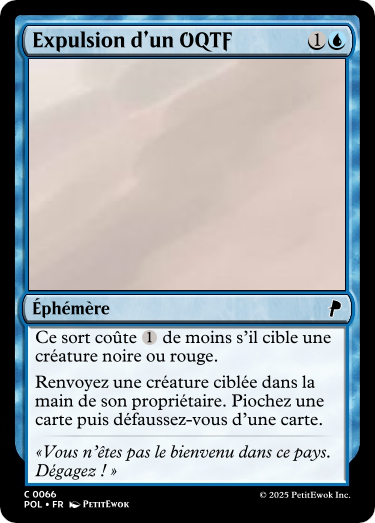 Expulsion d'un OQTF 1
Éphémère
Ce sort coûte 1 de moins s'il cible une
créature noire ou rouge.
Renvoyez une créature ciblée dans la
main de son propriétaire. Piochez une
carte puis défaussez-vous d'une carte.
«Vous n'êtes pas le bienvenu dans ce pays.
Dégagez ! »
C 0066
POL • FR PetitEwok
© 2025 PetitEwok Inc.